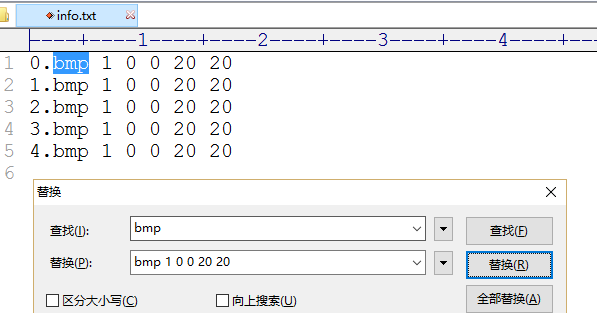 info.txt
----+----1----+----2----+----3----+----4----+--
1 0.bmp 1 0 0 20 20
2 1.bmp 1 0 0 20 20
3 2.bmp 1 0 0 20 20
4 3.bmp 1 0 0 20 20
5 4.bmp 1 0 0 20 20
6
替换
查找(I): bmp 查找(F)
替换(P): bmp 1 0 0 20 20 替换(R)
区分大小写(C) 向上搜索(U) 全部替换(A)